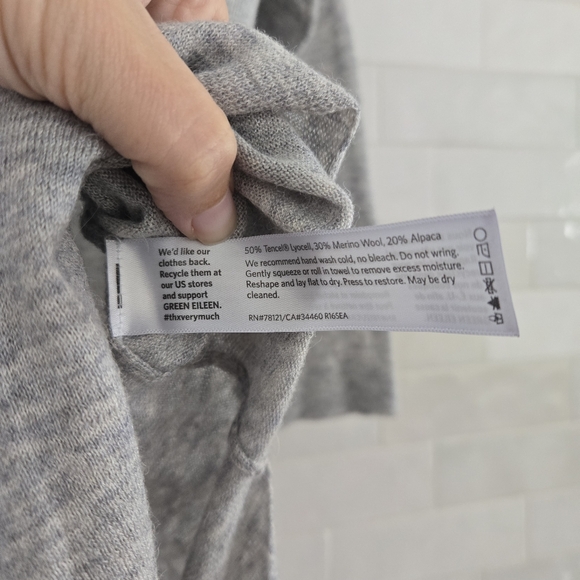 We'd like our
clothes back.
Recycle them at
our US stores
and support
GREEN EILEEN.
#thxverymuch
50% Tencel® Lyocell, 30% Merino Wool, 20% Alpaca
We recommend hand wash cold, no bleach. Do not wring.
Gently squeeze or roll in towel to remove excess moisture.
Reshape and lay flat to dry. Press to restore. May be dry
cleaned.
RN#78121/CA#34460 R16SEA